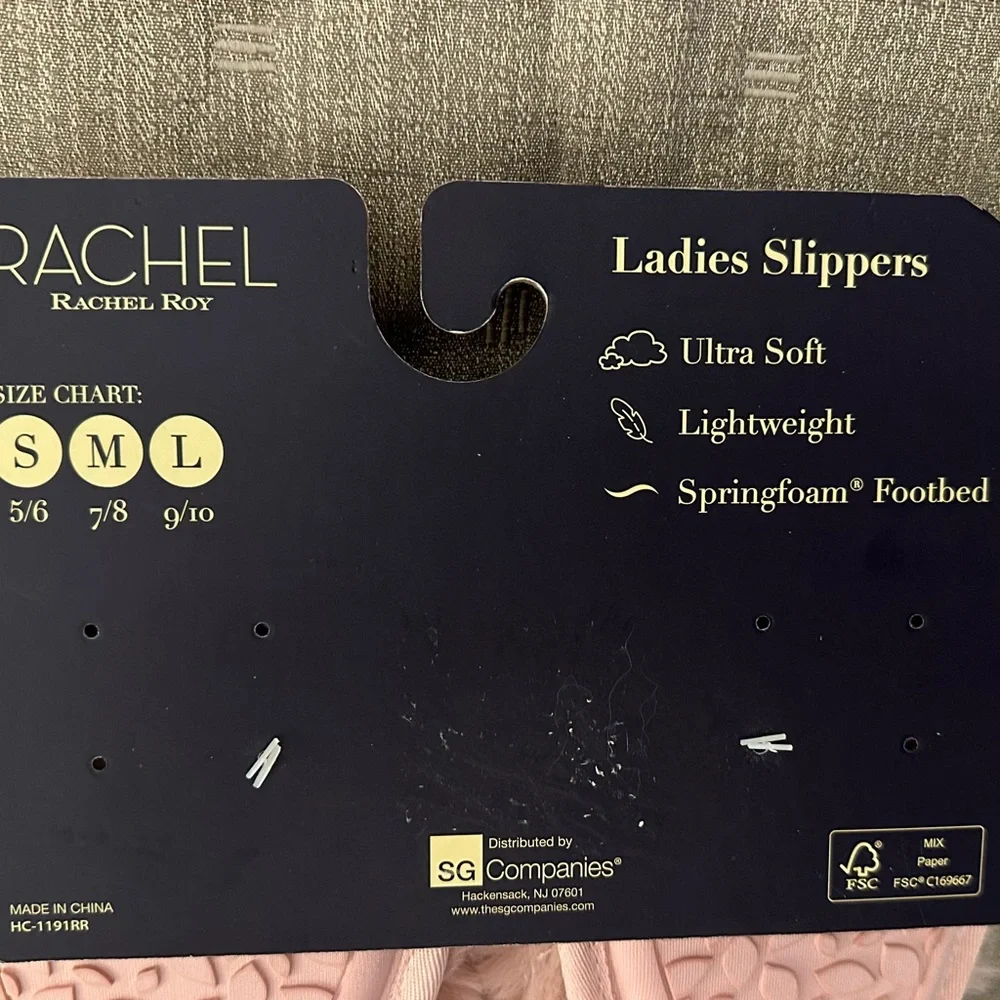 RACHEL
RACHEL ROY
SIZE CHART:
S M L
5/6 7/8 9/10
Ladies Slippers
Ultra Soft
Lightweight
Springfoam® Footbed
MADE IN CHINA
HC-1191RR
Distributed by
SG Companies®
Hackensack, NJ 07601
www.thesgcompanies.com
FSC®
MIX
Paper
FSC® C169667